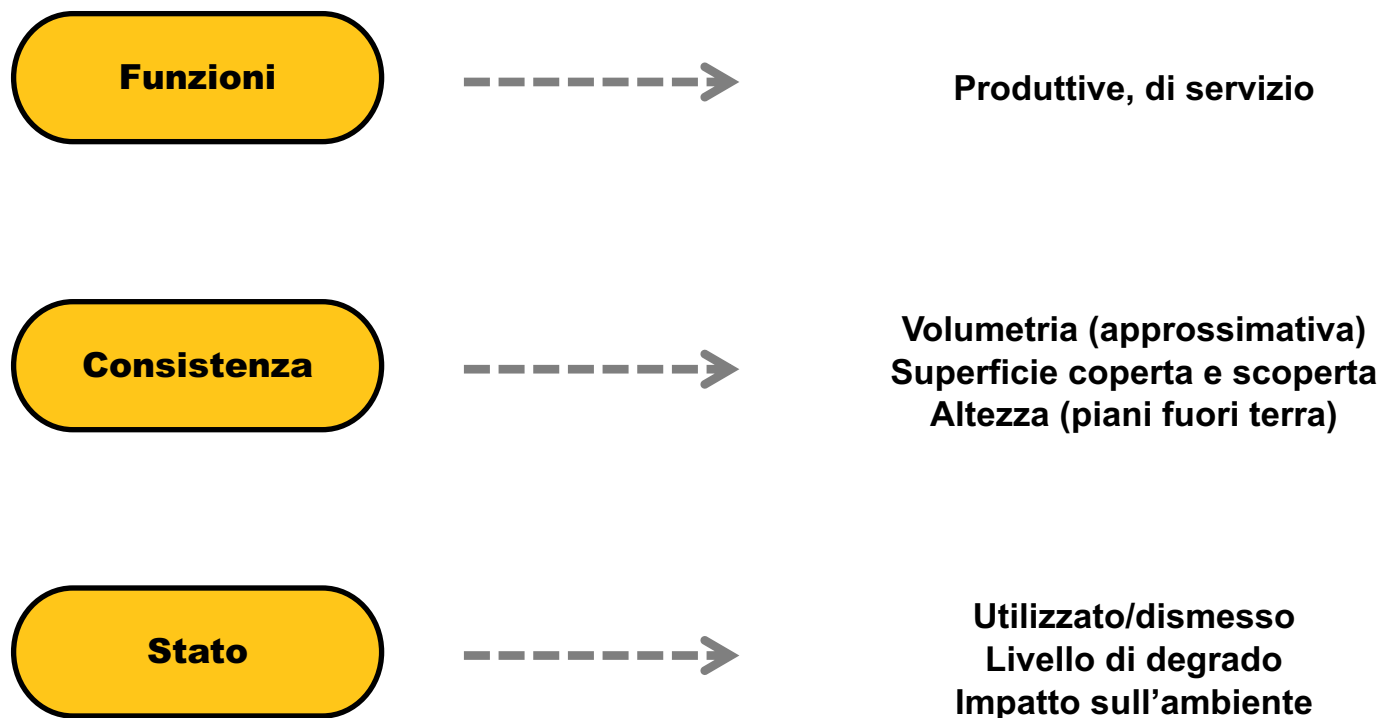 Funzioni
Produttive, di servizio
Consistenza
Volumetria (approssimativa)
Superficie coperta e scoperta
Altezza (piani fuori terra)
Stato
Utilizzato/dismesso
Livello di degrado
Impatto sull’ambiente